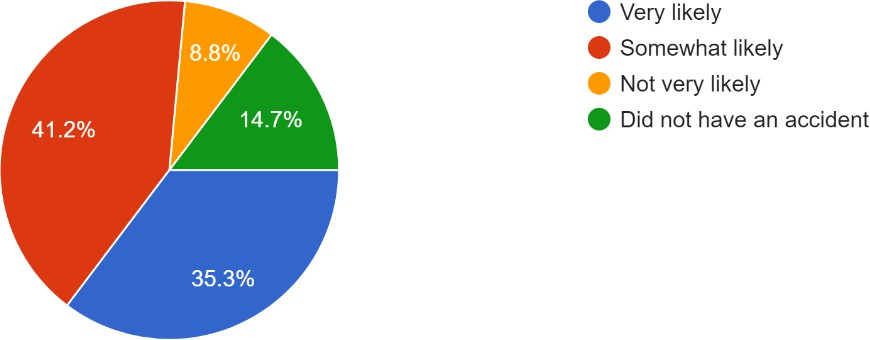 Very likely
Somewhat likely
Not very likely
Did not have an accident
8.8%
14.7%
41.2%
35.3%